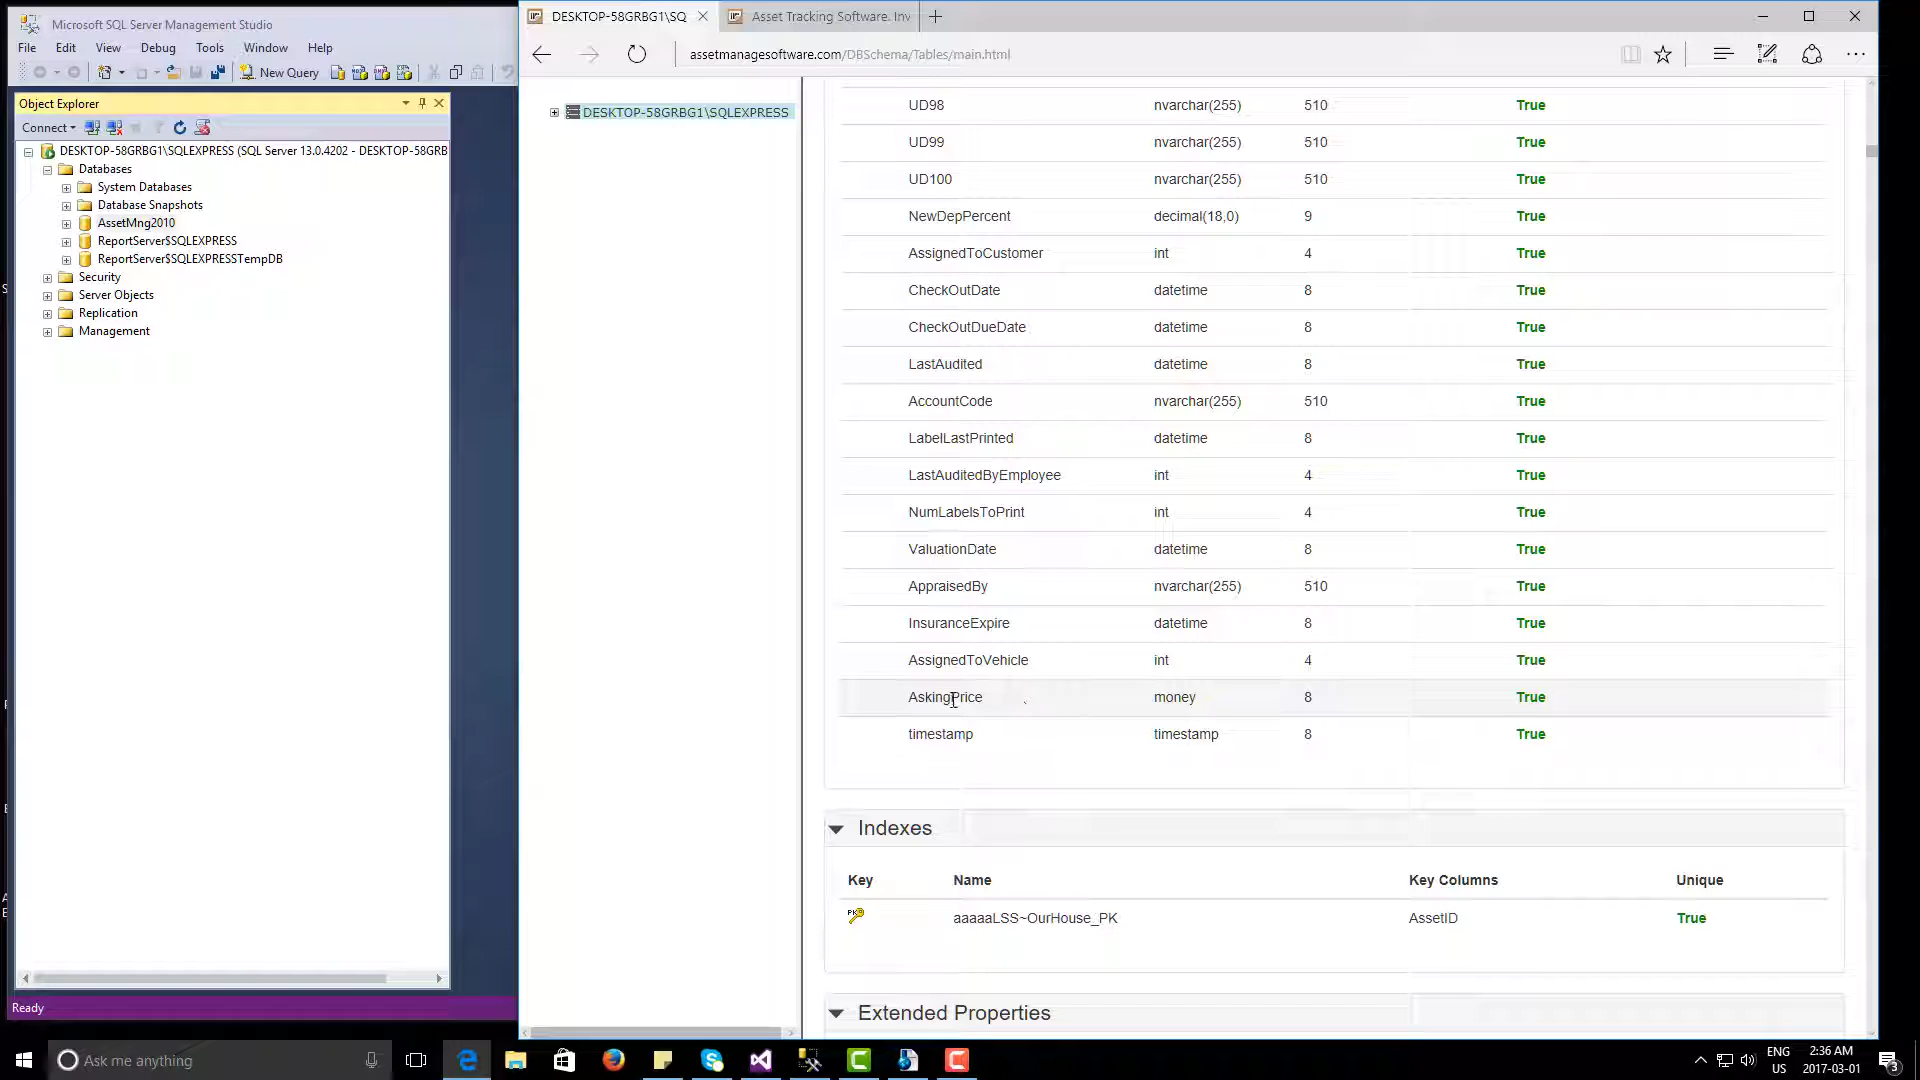 Microsoft SQL Server Management Studio
File Edit View Debug Tools Window Help
New Query
Object Explorer
Connect
DESKTOP-58GRBG1\SQLEXPRESS (SQL Server 13.0.4202 - DESKTOP-58GRB
Databases
System Databases
Database Snapshots
AssetMng2010
ReportServer$SQLEXPRESS
ReportServer$SQLEXPRESSTempDB
Security
Server Objects
Replication
Management
Ready
DESKTOP-58GRBG1\SQ
Asset Tracking Software. Inv
assetmanagesoftware.com/DBSchema/Tables/main.html
DESKTOP-58GRBG1\SQLEXPRESS
UD98 nvarchar(255) 510 True
UD99 nvarchar(255) 510 True
UD100 nvarchar(255) 510 True
NewDepPercent decimal(18,0) 9 True
AssignedToCustomer int 4 True
CheckOutDate datetime 8 True
CheckOutDueDate datetime 8 True
LastAudited datetime 8 True
AccountCode nvarchar(255) 510 True
LabelLastPrinted datetime 8 True
LastAuditedByEmployee int 4 True
NumLabelsToPrint int 4 True
ValuationDate datetime 8 True
AppraisedBy nvarchar(255) 510 True
InsuranceExpire datetime 8 True
AssignedToVehicle int 4 True
AskingPrice money 8 True
timestamp timestamp 8 True
Indexes
Key Name Key Columns Unique
PK aaaaaLSS~OurHouse_PK AssetID True
Extended Properties
Ask me anything
ENG
US
2:36 AM
2017-03-01
3